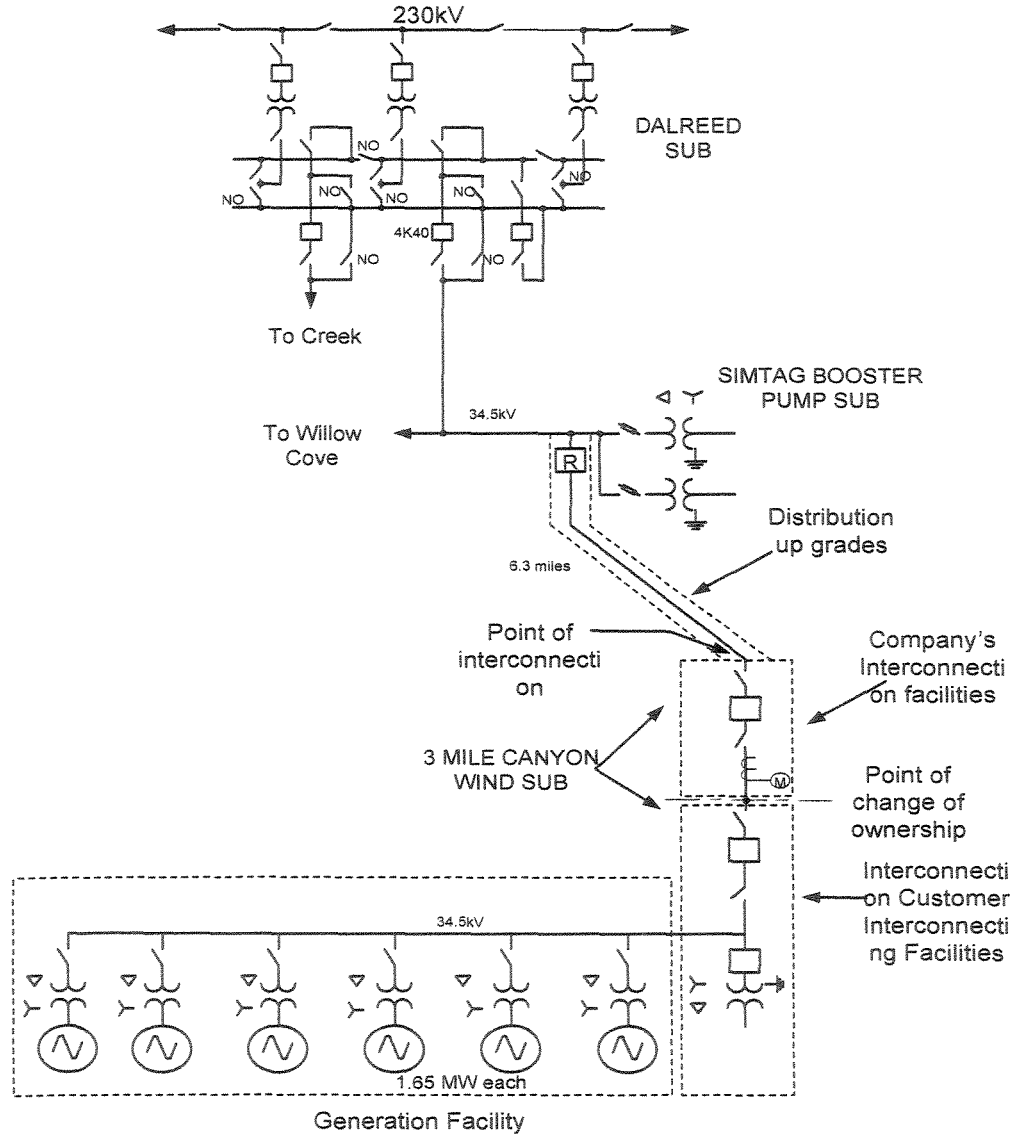 230kV
DALREED
SUB
NO
NO
NO
NO
NO
NO
4K40
NO
NO
To Creek
SIMTAG BOOSTER
PUMP SUB
34.5kV
To Willow
Cove
R
Distribution
up grades
6.3 miles
Point of
interconnecti
on
Company's
Interconnecti
on facilities
3 MILE CANYON
WIND SUB
M
Point of
change of
ownership
Interconnecti
on Customer
Interconnecti
ng Facilities
34.5kV
1.65 MW each
Generation Facility